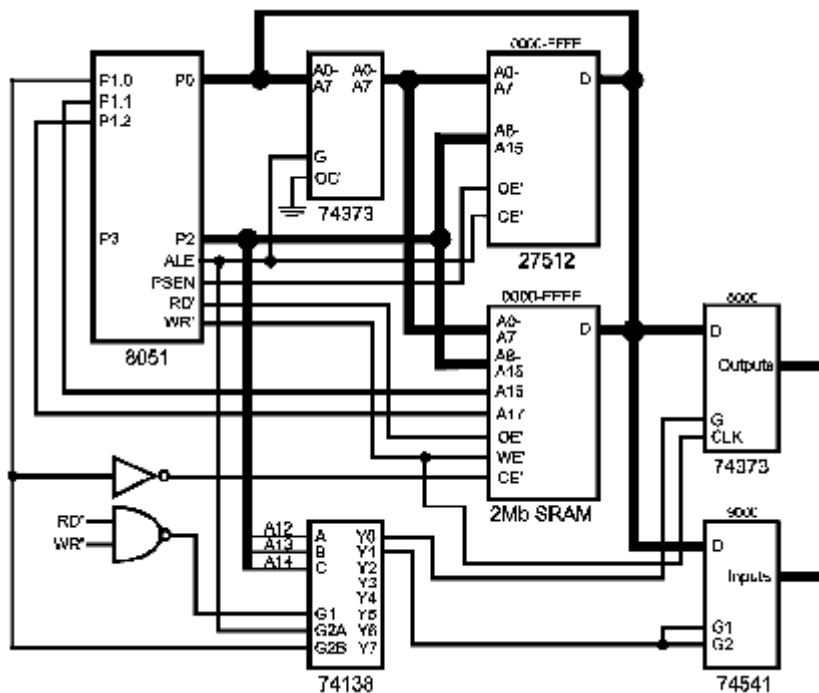 0000-FFFF
P1.0
P1.1
P1.2
P0
A0-
A7
A0-
A7
G
OC'
74373
A0-
A7
D
A8-
A15
OE'
CE'
27512
P3
P2
ALE
PSEN
RD'
WR'
8051
0000-FFFF
A0-
A7
D
A8-
A15
A16
A17
OE'
WE'
CE'
2Mb SRAM
8000
D
Outputs
G
CLK
74373
RD'
WR'
A12
A13
A14
A
B
C
G1
G2A
G2B
Y0
Y1
Y2
Y3
Y4
Y5
Y6
Y7
74138
9000
D
Inputs
G1
G2
74541